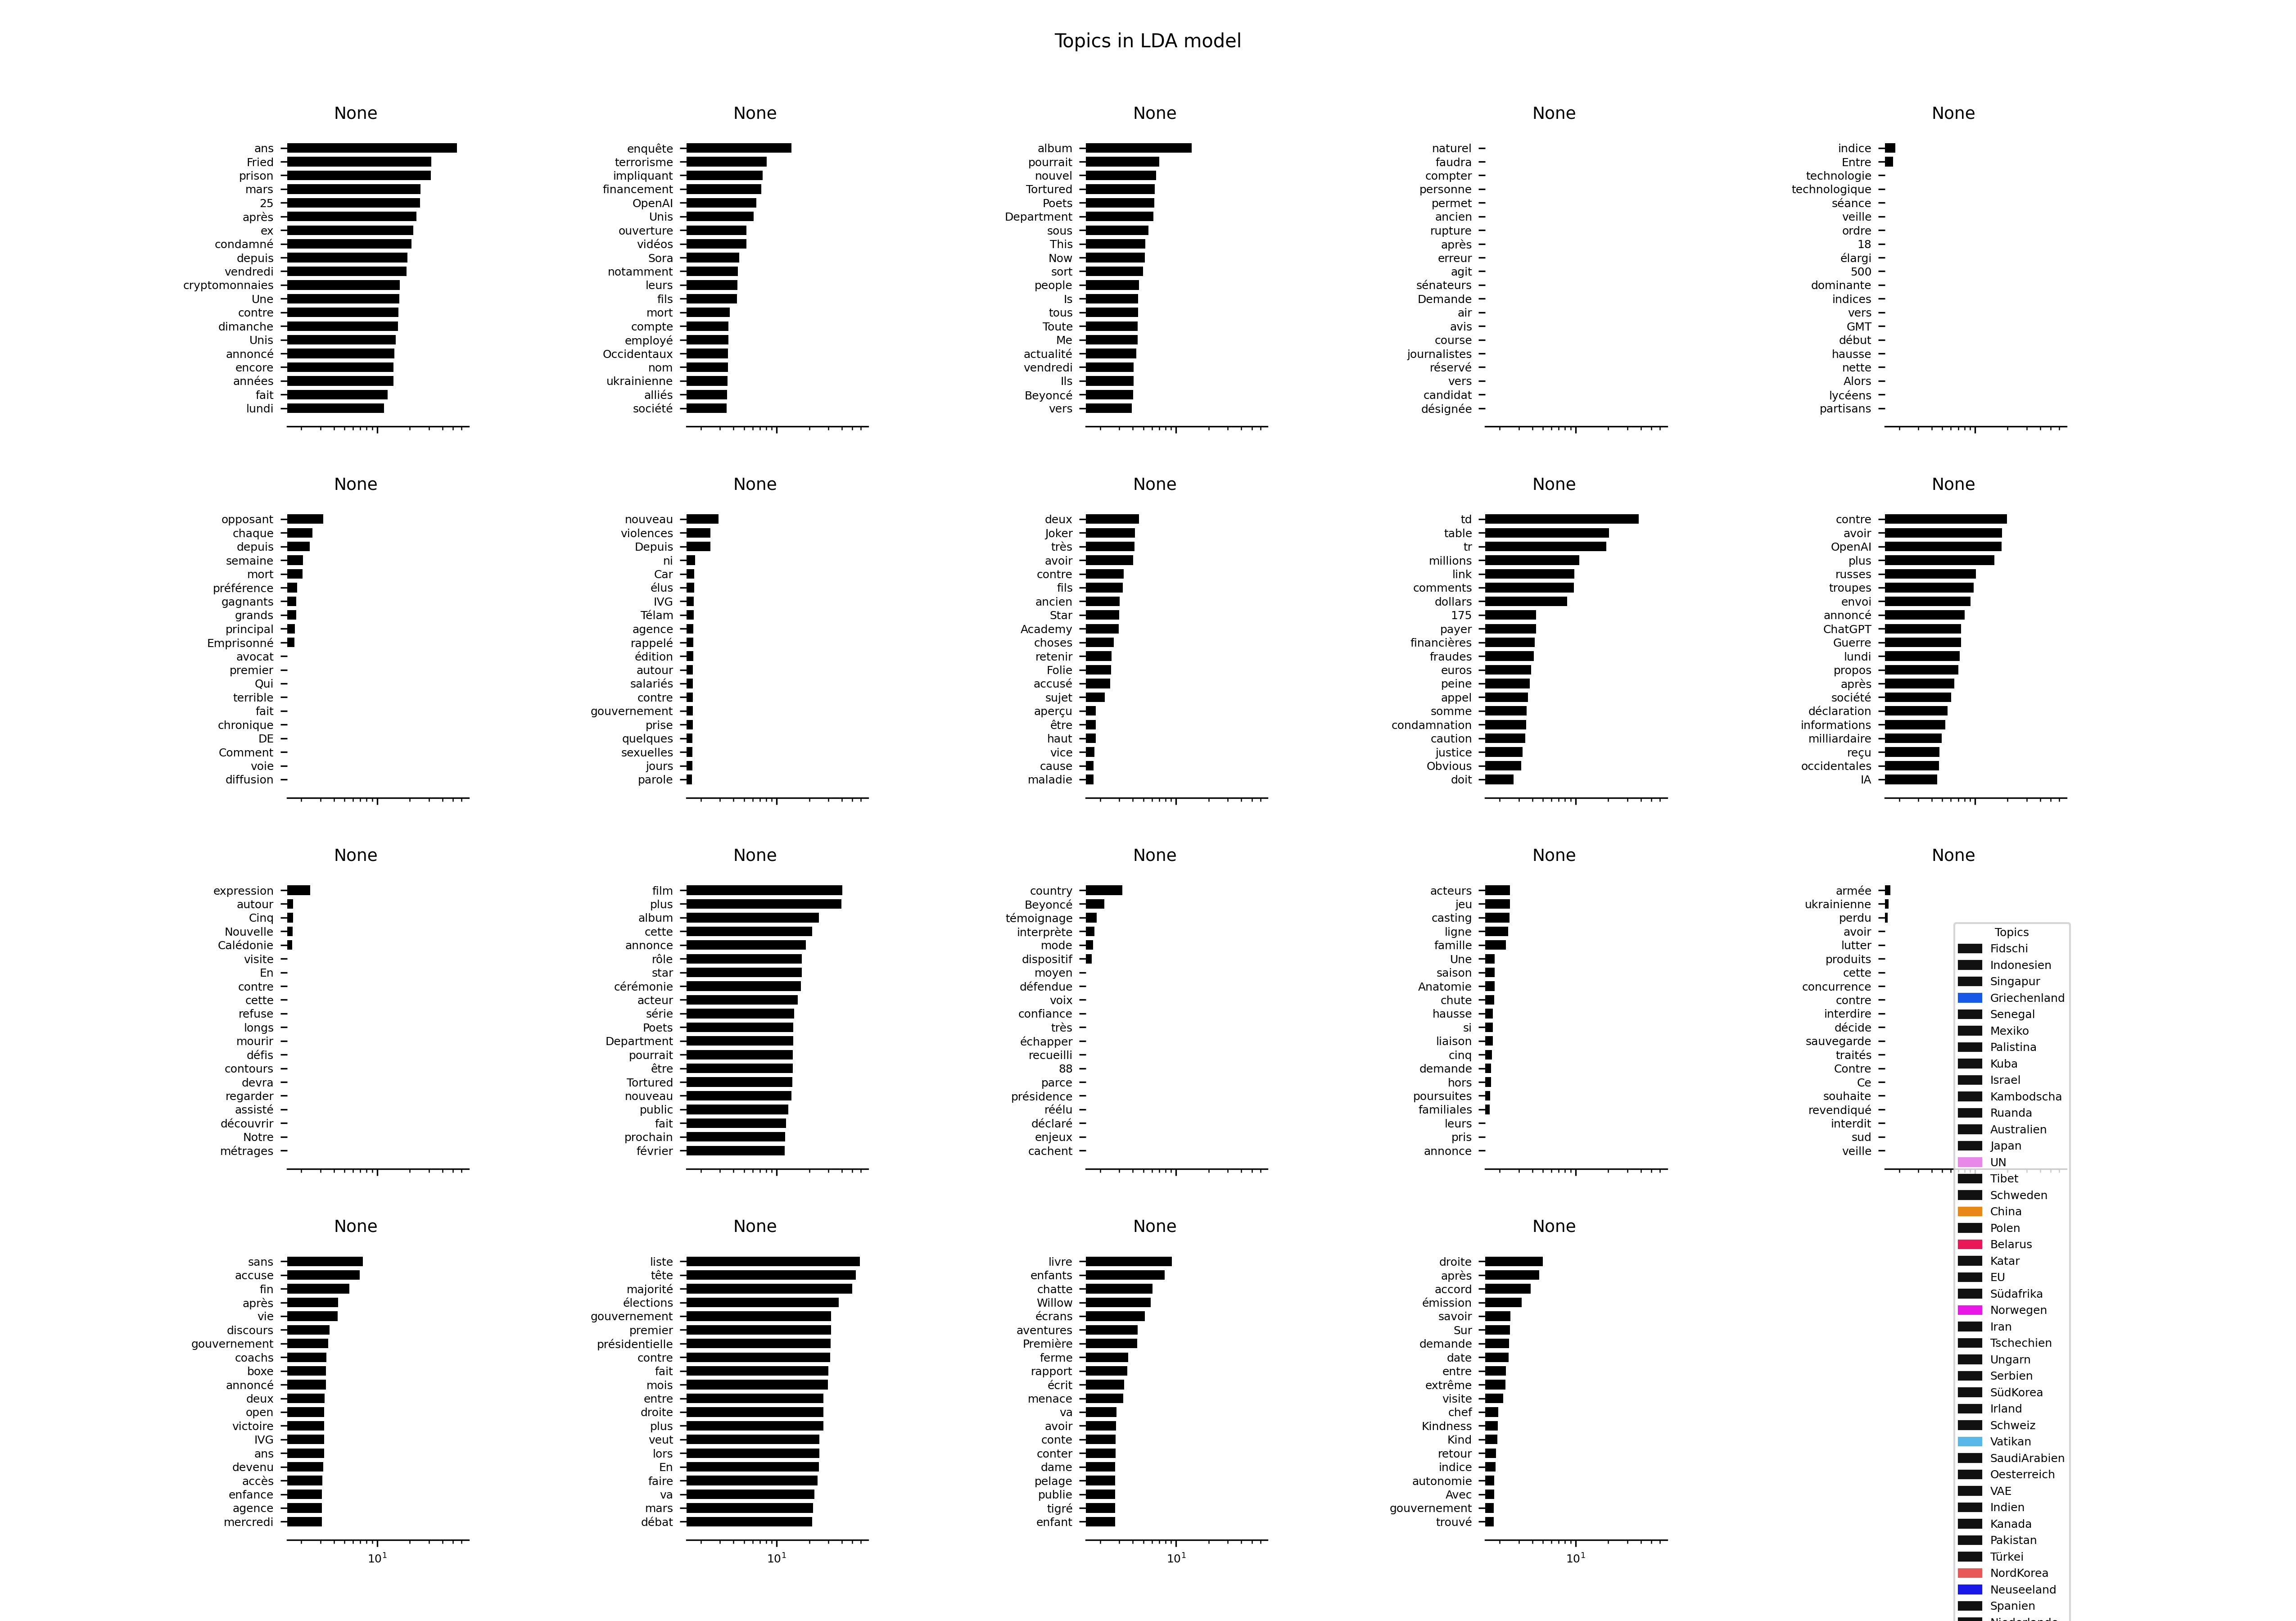 Topics in LDA model
None
ans
Fried
prison
mars
25
après
ex
condamné
depuis
vendredi
cryptomonnaies
Une
contre
dimanche
Unis
annoncé
encore
années
fait
lundi
None
enquête
terrorisme
impliquant
financement
OpenAI
Unis
ouverture
vidéos
Sora
notamment
leurs
fils
mort
compte
employé
Occidentaux
nom
ukrainienne
alliés
société
None
album
pourrait
nouvel
Tortured
Poets
Department
sous
This
Now
sort
people
Is
tous
Toute
Me
actualité
vendredi
Ils
Beyoncé
vers
None
naturel
faudra
compter
personne
permet
ancien
rupture
après
erreur
agit
sénateurs
Demande
air
avis
course
journalistes
réservé
vers
candidat
désignée
None
indice
Entre
technologie
technologique
séance
veille
ordre
18
élargi
500
dominante
indices
vers
GMT
début
hausse
nette
Alors
lycéens
partisans
None
opposant
chaque
depuis
semaine
mort
préférence
gagnants
grands
principal
Emprisonné
avocat
premier
Qui
terrible
fait
chronique
DE
Comment
voie
diffusion
None
nouveau
violences
Depuis
ni
Car
élus
IVG
Télam
agence
rappelé
édition
autour
salariés
contre
gouvernement
prise
quelques
sexuelles
jours
parole
None
deux
Joker
très
avoir
contre
fils
ancien
Star
Academy
choses
retenir
Folie
accusé
sujet
aperçu
être
haut
vice
cause
maladie
None
td
table
tr
millions
link
comments
dollars
175
payer
financières
fraudes
euros
peine
appel
somme
condamnation
caution
justice
Obvious
doit
None
contre
avoir
OpenAI
plus
russes
troupes
envoi
annoncé
ChatGPT
Guerre
lundi
propos
après
société
déclaration
informations
milliardaire
reçu
occidentales
IA
None
expression
autour
Cinq
Nouvelle
Calédonie
visite
En
contre
cette
refuse
longs
mourir
défis
contours
devra
regarder
assisté
découvrir
Notre
métrages
None
film
plus
album
cette
annonce
rôle
star
cérémonie
acteur
série
Poets
Department
pourrait
être
Tortured
nouveau
public
fait
prochain
février
None
country
Beyoncé
témoignage
interprète
mode
dispositif
moyen
défendue
voix
confiance
très
échapper
recueilli
88
parce
présidence
réélu
déclaré
enjeux
cachent
None
acteurs
jeu
casting
ligne
famille
Une
saison
Anatomie
chute
hausse
si
liaison
cinq
demande
hors
poursuites
familiales
leurs
pris
annonce
None
armée
ukrainienne
perdu
avoir
lutter
produits
cette
concurrence
contre
interdire
décide
sauvegarde
traités
Contre
Ce
souhaite
revendiqué
interdit
sud
veille
None
sans
accuse
fin
après
vie
discours
gouvernement
coachs
boxe
annoncé
deux
open
victoire
IVG
ans
devenu
accès
enfance
agence
mercredi
10¹
None
liste
tête
majorité
élections
gouvernement
premier
présidentielle
contre
fait
mois
entre
droite
plus
veut
lors
En
faire
va
mars
débat
10¹
None
livre
enfants
chatte
Willow
écrans
aventures
Première
ferme
rapport
écrit
menace
va
avoir
conte
conter
dame
pelage
publie
tigré
enfant
10¹
None
droite
après
accord
émission
savoir
Sur
demande
date
entre
extrême
visite
chef
Kindness
Kind
retour
indice
autonomie
Avec
gouvernement
trouvé
10¹
Topics
Fidschi
Indonesien
Singapur
Griechenland
Senegal
Mexiko
Palistina
Kuba
Israel
Kambodscha
Ruanda
Australien
Japan
UN
Tibet
Schweden
China
Polen
Belarus
Katar
EU
Südafrika
Norwegen
Iran
Tschechien
Ungarn
Serbien
SüdKorea
Irland
Schweiz
Vatikan
SaudiArabien
Oesterreich
VAE
Indien
Kanada
Pakistan
Türkei
NordKorea
Neuseeland
Spanien